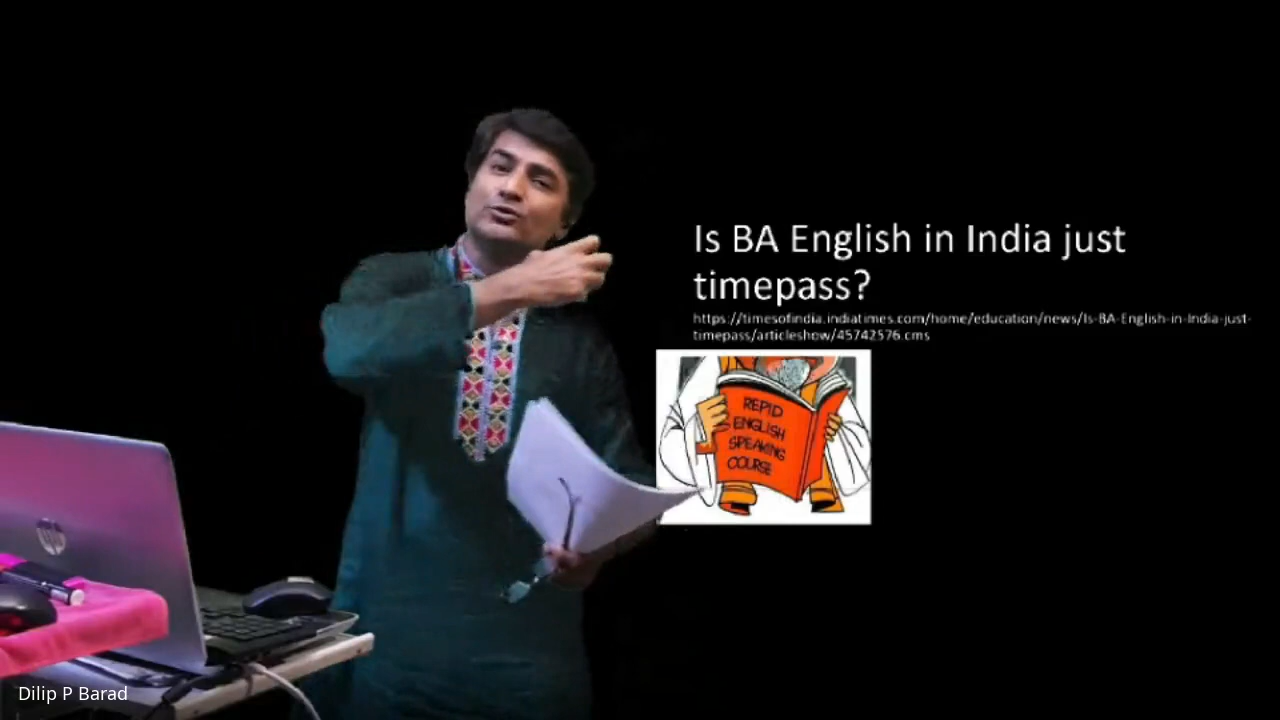 Is BA English in India just
timepass?
https://timesofindia.indiatimes.com/home/education/news/Is-BA-English-in-India-just-
timepass/articleshow/45742576.cms
REPID
ENGLISH
SPEAKING
COURSE
hp
Dilip P Barad